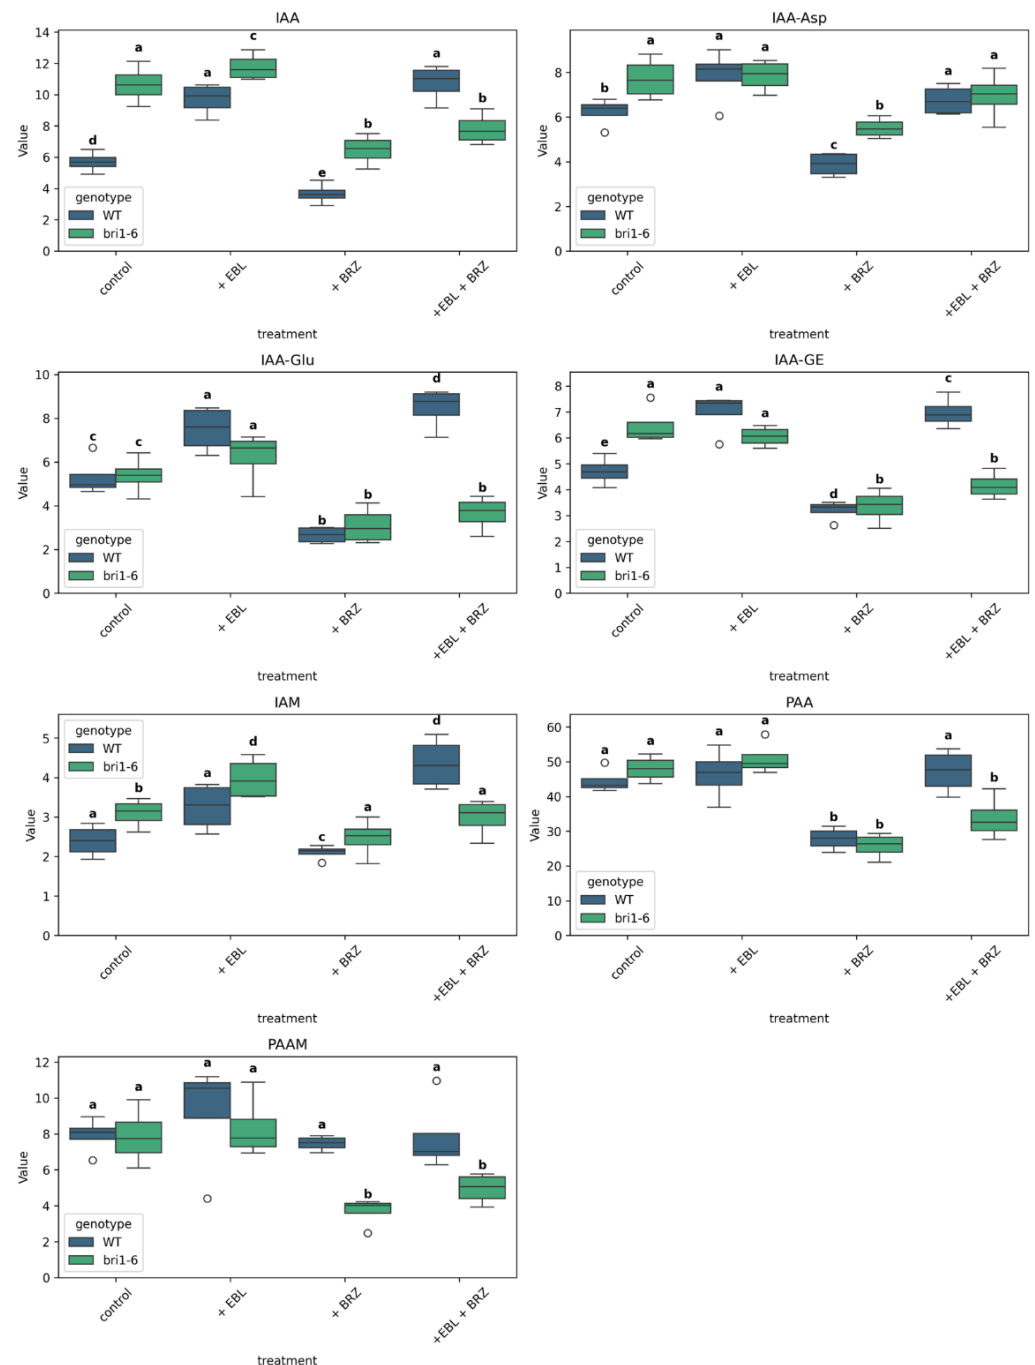 IAA
Value
14
12
10
8
6
4
2
0
d
a
a
c
e
b
a
b
genotype
WT
bri1-6
control
+ EBL
+ BRZ
+EBL + BRZ
treatment
IAA-Asp
8
6
4
2
0
b
a
a
a
c
b
a
genotype
WT
bri1-6
control
+ EBL
+ BRZ
+EBL + BRZ
treatment
IAA-Glu
Value
10
8
6
4
2
0
c
c
a
a
b
b
d
b
genotype
WT
bri1-6
control
+ EBL
+ BRZ
+EBL + BRZ
treatment
IAA-GE
Value
8
7
6
5
4
3
2
1
0
e
a
a
a
d
b
c
b
genotype
WT
bri1-6
control
+ EBL
+ BRZ
+EBL + BRZ
treatment
IAM
Value
5
4
3
2
1
0
genotype
WT
bri1-6
a
b
a
d
c
a
d
a
control
+ EBL
+ BRZ
+EBL + BRZ
treatment
PAA
Value
60
50
40
30
20
10
0
a
a
a
a
b
b
a
b
genotype
WT
bri1-6
control
+ EBL
+ BRZ
+EBL + BRZ
treatment
PAAM
Value
12
10
8
6
4
2
0
a
a
a
a
a
b
a
b
genotype
WT
bri1-6
control
+ EBL
+ BRZ
+EBL + BRZ
treatment